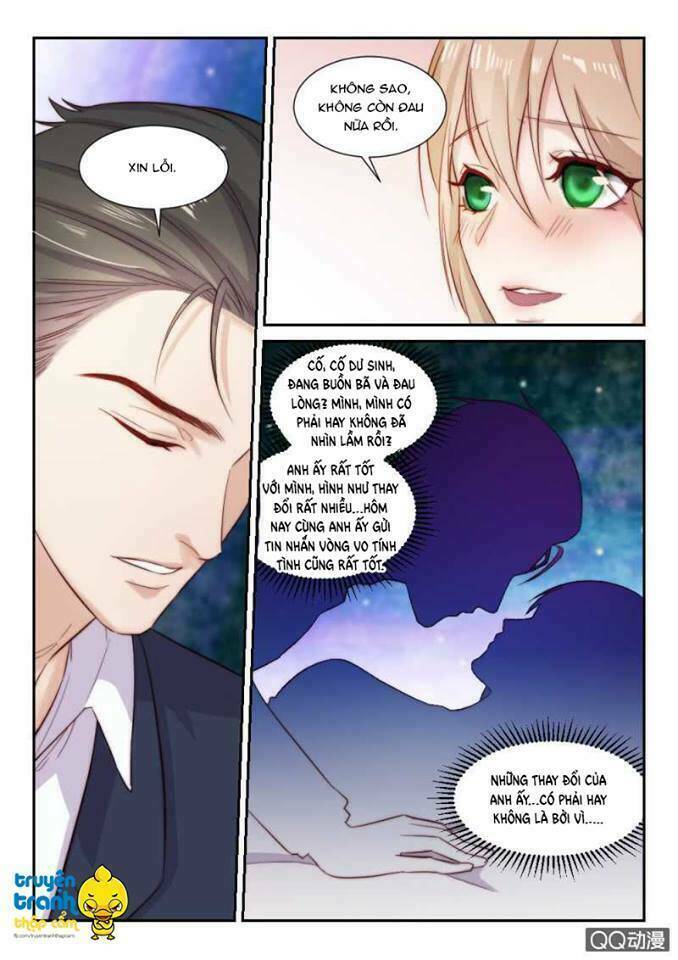 XIN LỖI.
KHÔNG SAO,
KHÔNG CÒN ĐAU
NỮA RỒI.
CỐ, CỐ DƯ SINH,
ĐANG BUỒN BÃ VÀ ĐAU
LÒNG? MÌNH, MÌNH CÓ
PHẢI HAY KHÔNG ĐÃ
NHÌN LẦM RỒI?
ANH ẤY RẤT TỐT
VỚI MÌNH, HÌNH NHƯ THAY
ĐỔI RẤT NHIỀU...HÔM
NAY CÙNG ANH ẤY GỬI
TIN NHẮN VÒNG VO TÍNH
TÌNH CŨNG RẤT TỐT.
NHỮNG THAY ĐỔI CỦA
ANH ẤY...CÓ PHẢI HAY
KHÔNG LÀ BỞI VÌ.....
truyện
tranh
thập cẩm
fb.com/truyentranhthapcam
QQ动漫